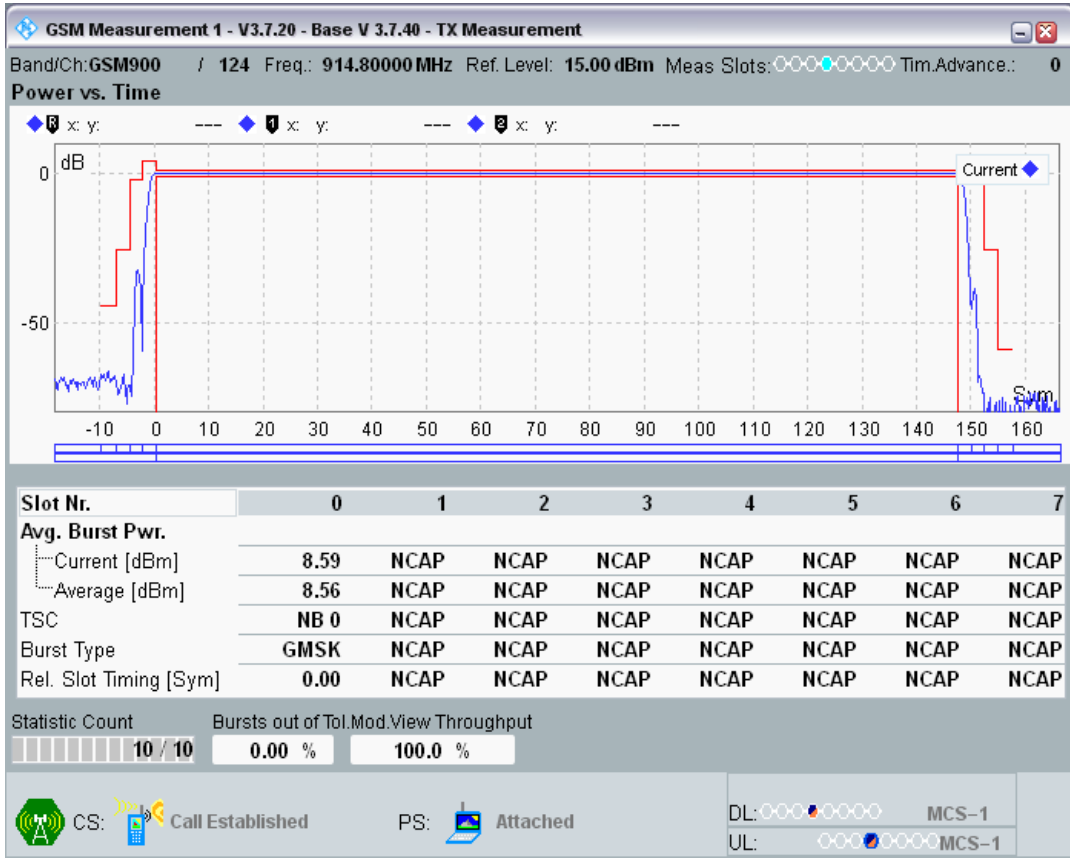 GSM Measurement 1 - V3.7.20 - Base V 3.7.40 - TX Measurement
Band/Ch:GSM900 / 124 Freq.: 914.80000 MHz Ref. Level: 15.00 dBm Meas Slots: Tim.Advance.: 0
Power vs. Time
R x: y: --- 1 x: y: --- 2 x: y: ---
dB
Current
0
-50
Sym
-10 0 10 20 30 40 50 60 70 80 90 100 110 120 130 140 150 160
Slot Nr. 0 1 2 3 4 5 6 7
Avg. Burst Pwr.
Current [dBm] 8.59 NCAP NCAP NCAP NCAP NCAP NCAP NCAP
Average [dBm] 8.56 NCAP NCAP NCAP NCAP NCAP NCAP NCAP
TSC NB 0 NCAP NCAP NCAP NCAP NCAP NCAP NCAP
Burst Type GMSK NCAP NCAP NCAP NCAP NCAP NCAP NCAP
Rel. Slot Timing [Sym] 0.00 NCAP NCAP NCAP NCAP NCAP NCAP NCAP
Statistic Count Bursts out of Tol.Mod.View Throughput
10 / 10 0.00 % 100.0 %
CS: Call Established PS: Attached
DL: MCS-1
UL: MCS-1